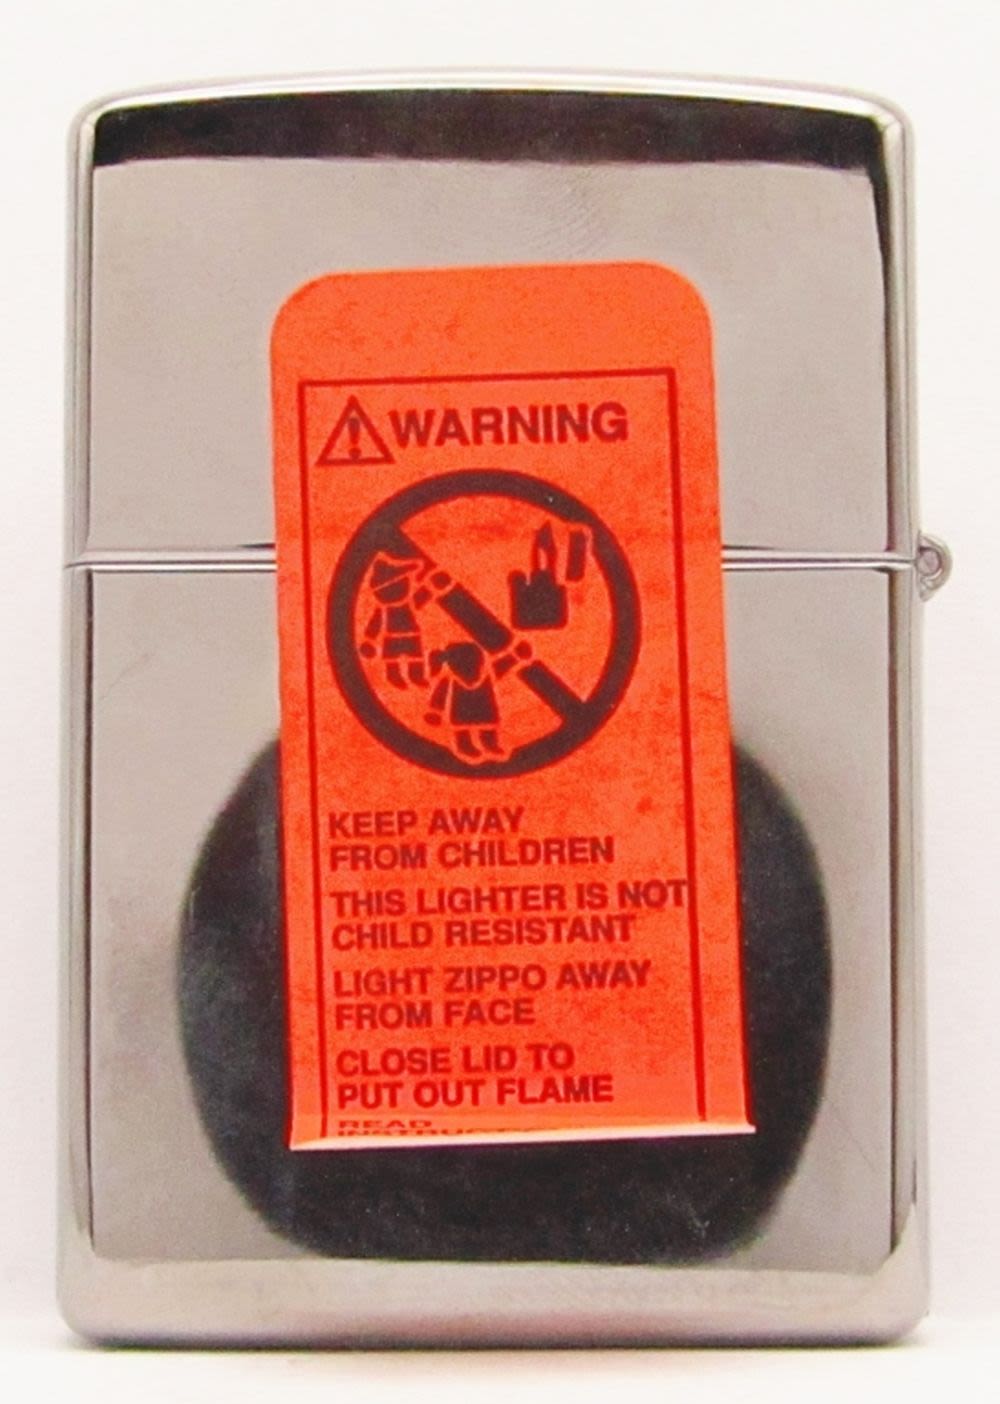 WARNING
KEEP AWAY
FROM CHILDREN
THIS LIGHTER IS NOT
CHILD RESISTANT
LIGHT ZIPPO AWAY
FROM FACE
CLOSE LID TO
PUT OUT FLAME
READ